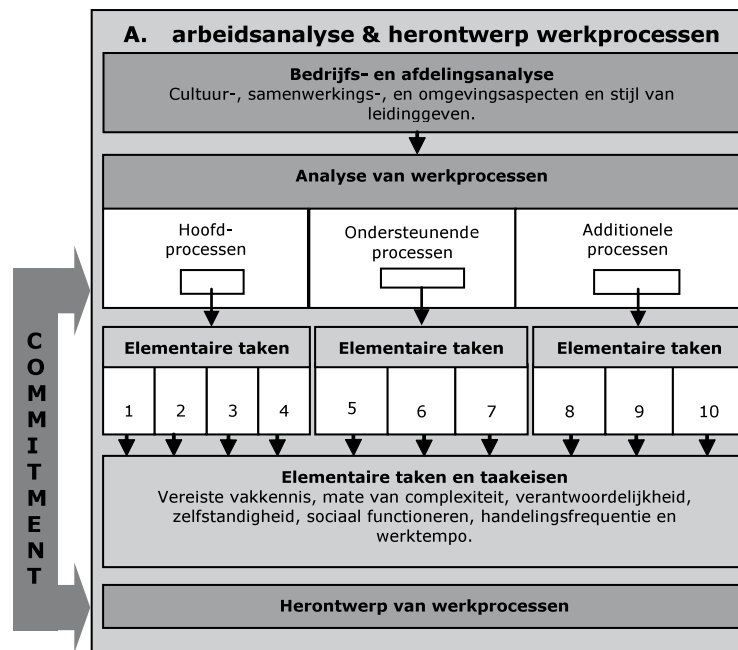 A. arbeidsanalyse & herontwerp werkprocessen
Bedrijfs- en afdelingsanalyse
Cultuur-, samenwerkings-, en omgevingsaspecten en stijl van
leidinggeven.
Analyse van werkprocessen
Hoofd-
processen
Ondersteunende
processen
Additionele
processen
COMMITMENT
Elementaire taken
Elementaire taken
Elementaire taken
1 2 3 4 5 6 7 8 9 10
Elementaire taken en taakeisen
Vereiste vakkennis, mate van complexiteit, verantwoordelijkheid,
zelfstandigheid, sociaal functioneren, handelingsfrequentie en
werktempo.
Herontwerp van werkprocessen